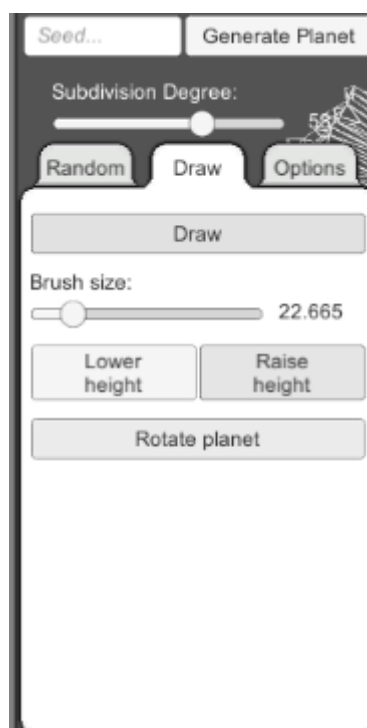 Seed... Generate Planet
Subdivision Degree:
Random Draw Options
Draw
Brush size:
22.665
Lower Raise
height height
Rotate planet